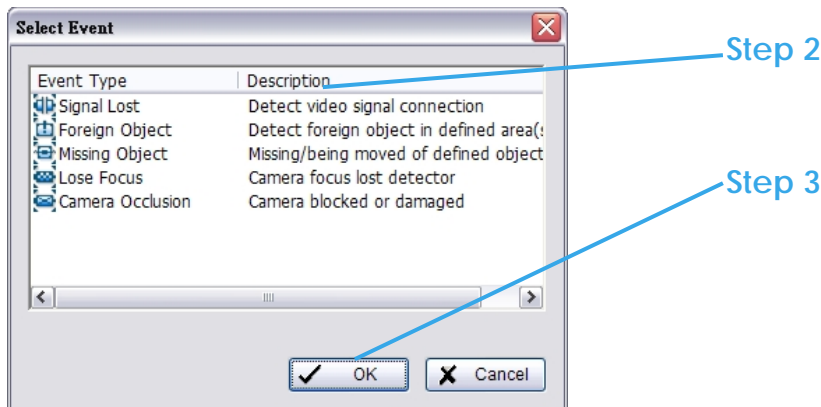 Select Event
Step 2
Event Type Description
Signal Lost Detect video signal connection
Foreign Object Detect foreign object in defined area(s
Missing Object Missing/being moved of defined object
Lose Focus Camera focus lost detector
Camera Occlusion Camera blocked or damaged
Step 3
OK Cancel